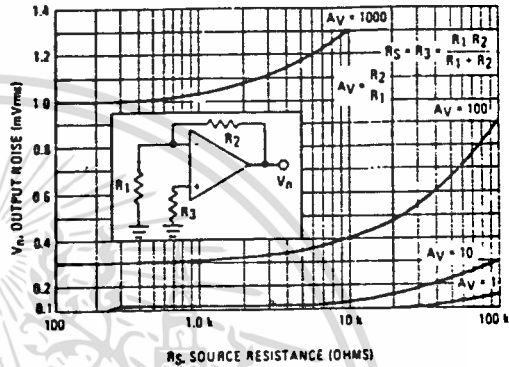 1.4
1.2
1.0
0.8
0.6
0.4
0.2
0.1
Vn, OUTPUT NOISE (mVrms)
AV = 1000
RS = R3 = R1 R2 / R1 + R2
AV = R2 / R1
AV = 100
AV = 10
AV = 1
R2
-
+
R1
R3
Vn
100
1.0 k
10 k
100 k
RS, SOURCE RESISTANCE (OHMS)